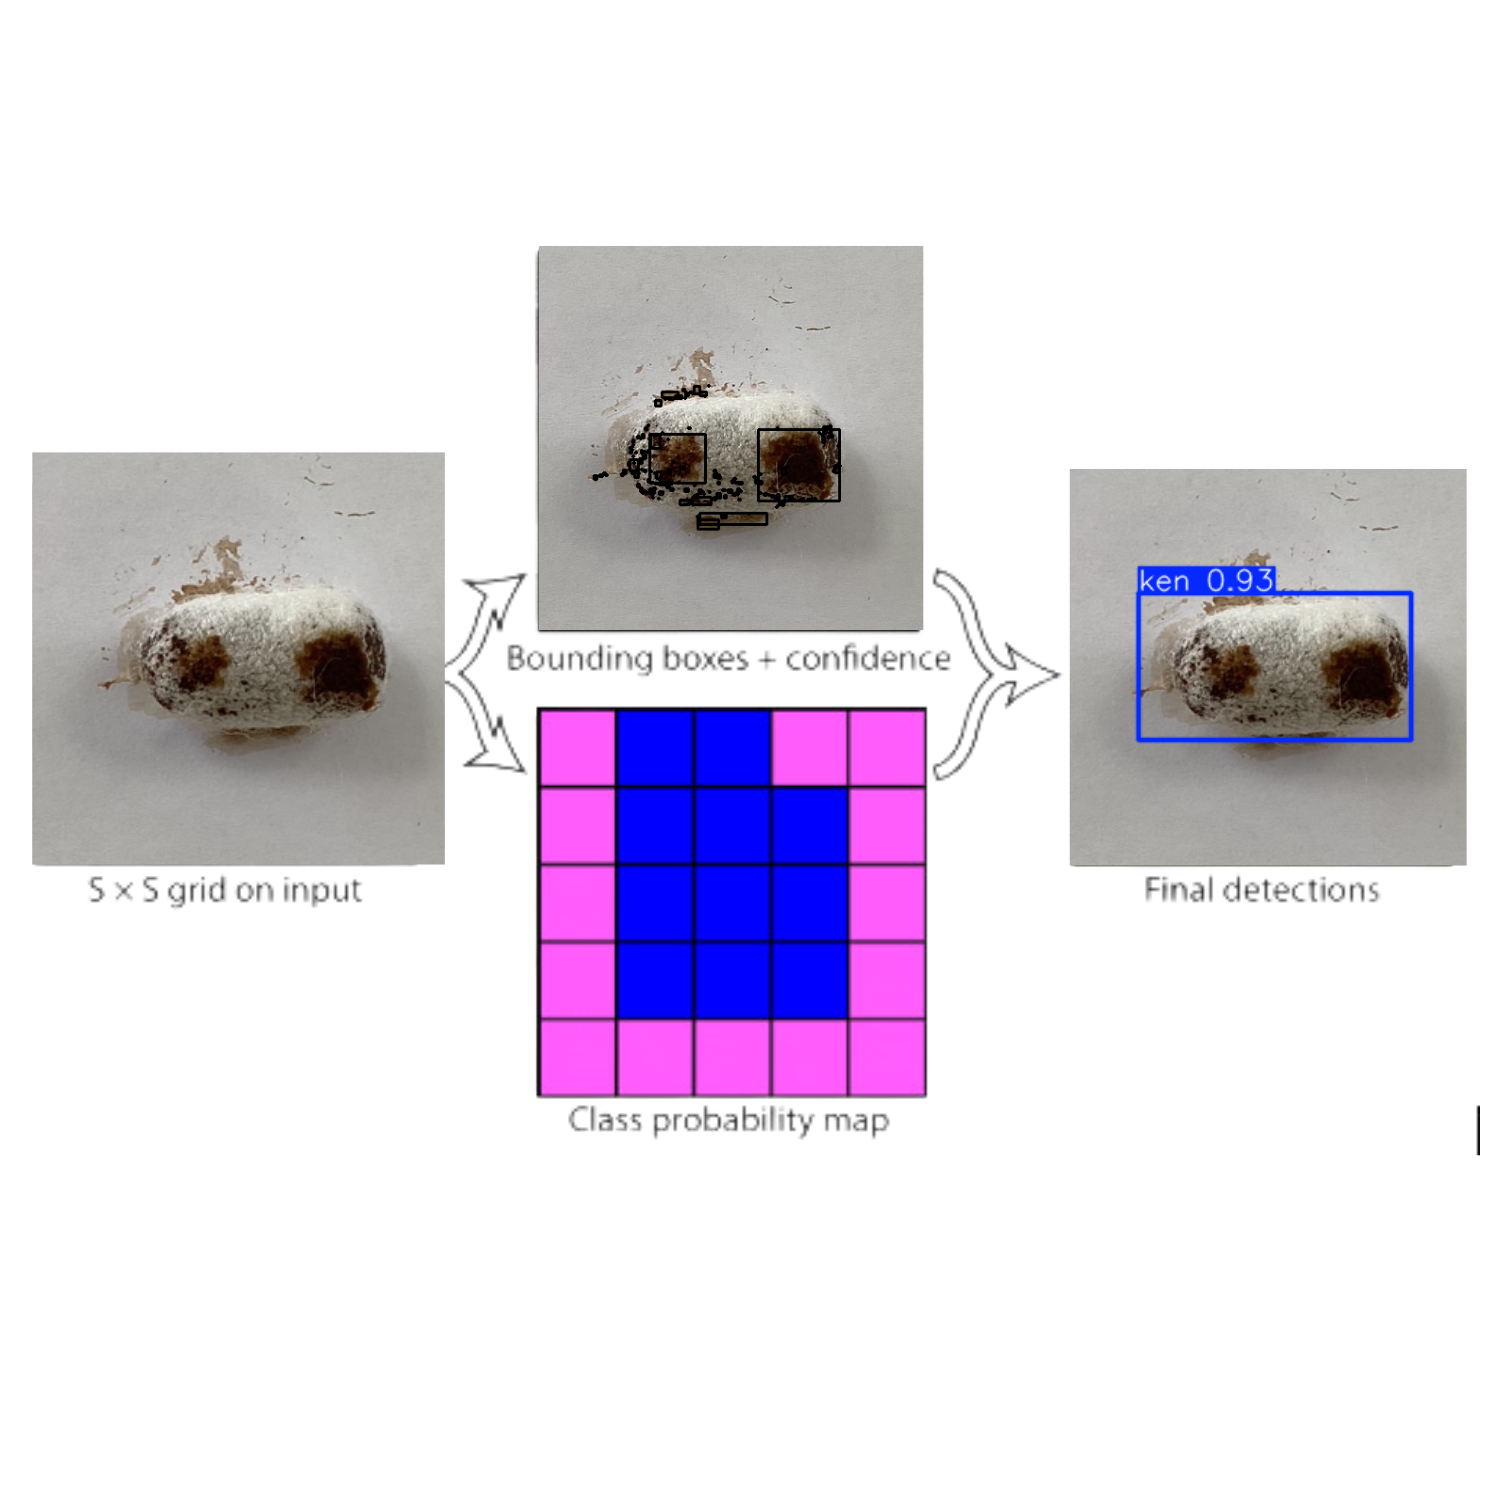 Bounding boxes + confidence
ken 0.93
S × S grid on input
Final detections
Class probability map